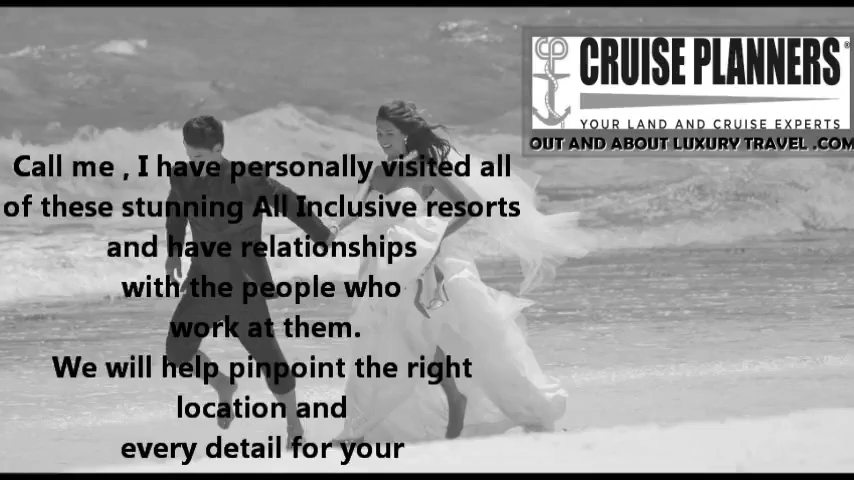 CRUISE PLANNERS®
YOUR LAND AND CRUISE EXPERTS
OUT AND ABOUT LUXURY TRAVEL .COM
Call me , I have personally visited all
of these stunning All Inclusive resorts
and have relationships
with the people who
work at them.
We will help pinpoint the right
location and
every detail for your